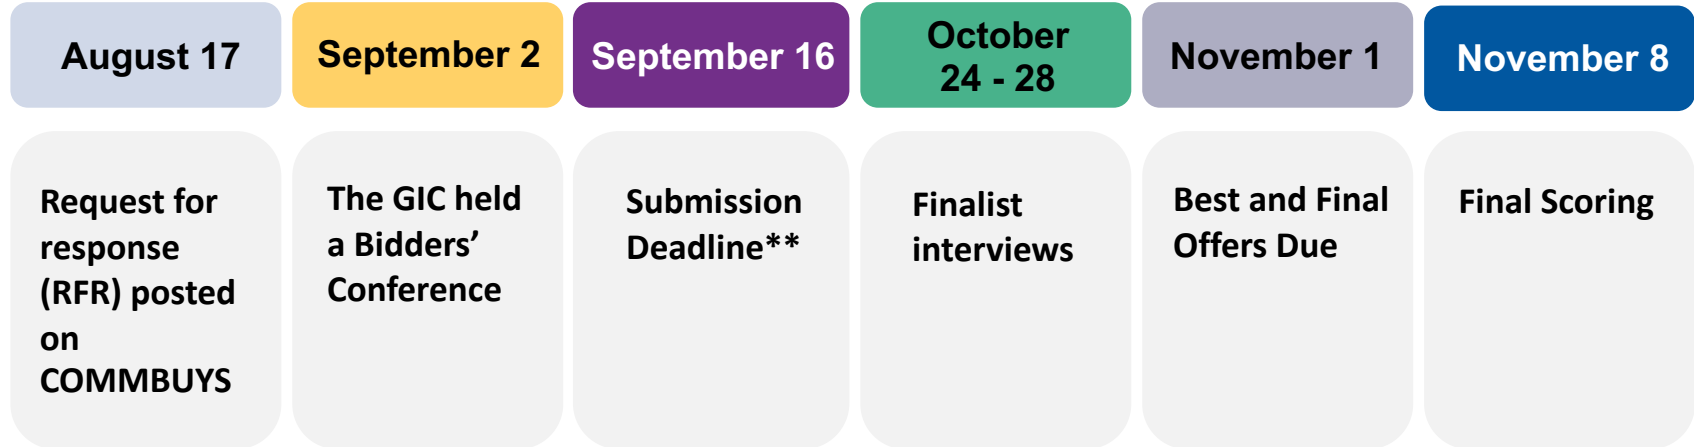 August 17
Request for
response
(RFR) posted
on
COMMBUYS
September 2
The GIC held
a Bidders’
Conference
September 16
Submission
Deadline**
October
24 - 28
Finalist
interviews
November 1
Best and Final
Offers Due
November 8
Final Scoring